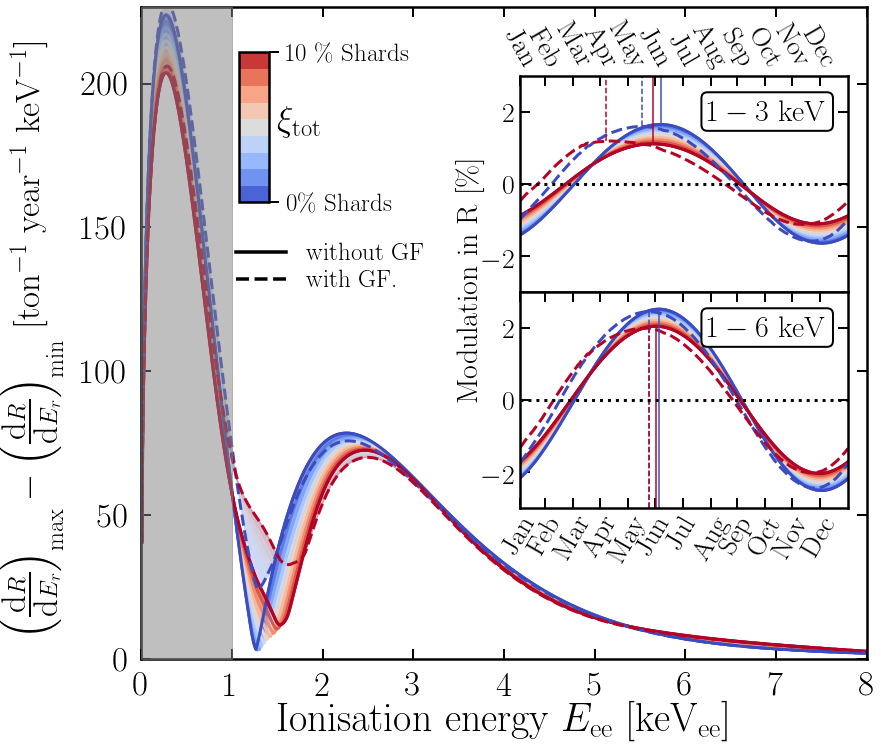 (dR/dE_r)_max − (dR/dE_r)_min [ton⁻¹ year⁻¹ keV⁻¹]
200
150
100
50
0
0 1 2 3 4 5 6 7 8
Ionisation energy E_ee [keV_ee]
10 % Shards
ξ_tot
0% Shards
without GF
with GF.
Jan Feb Mar Apr May Jun Jul Aug Sep Oct Nov Dec
Modulation in R [%]
1 − 3 keV
2
0
−2
1 − 6 keV
2
0
−2
Jan Feb Mar Apr May Jun Jul Aug Sep Oct Nov Dec